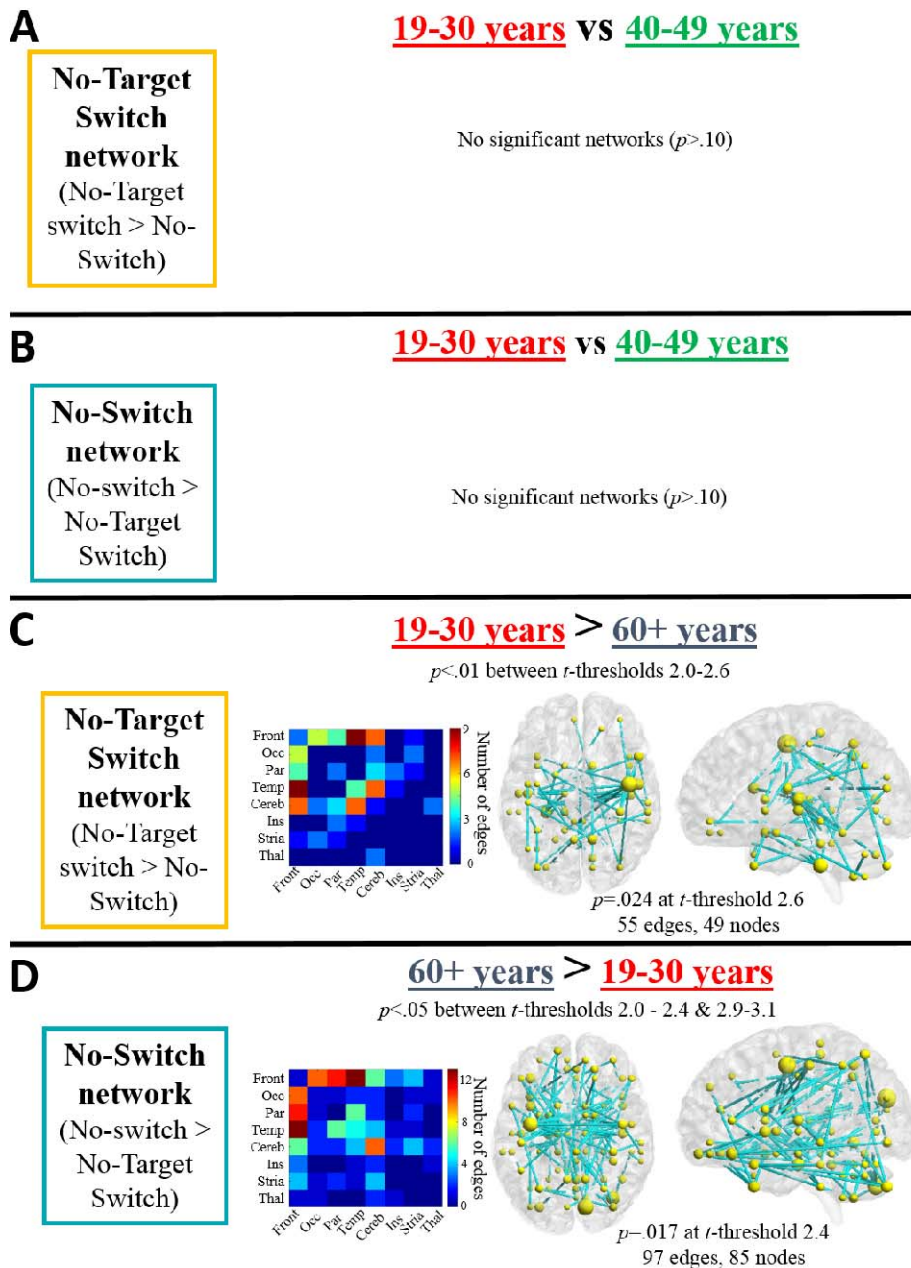 A
19-30 years vs 40-49 years
No-Target
Switch
network
(No-Target
switch > No-
Switch)
No significant networks (p>.10)
B
19-30 years vs 40-49 years
No-Switch
network
(No-switch >
No-Target
Switch)
No significant networks (p>.10)
C
19-30 years > 60+ years
p<.01 between t-thresholds 2.0-2.6
No-Target
Switch
network
(No-Target
switch > No-
Switch)
Front
Occ
Par
Temp
Cereb
Ins
Stria
Thal
Front Occ Par Temp Cereb Ins Stria Thal
9
6
3
0
Number of edges
p=.024 at t-threshold 2.6
55 edges, 49 nodes
D
60+ years > 19-30 years
p<.05 between t-thresholds 2.0 - 2.4 & 2.9-3.1
No-Switch
network
(No-switch >
No-Target
Switch)
Front
Occ
Par
Temp
Cereb
Ins
Stria
Thal
Front Occ Par Temp Cereb Ins Stria Thal
12
8
4
0
Number of edges
p=.017 at t-threshold 2.4
97 edges, 85 nodes